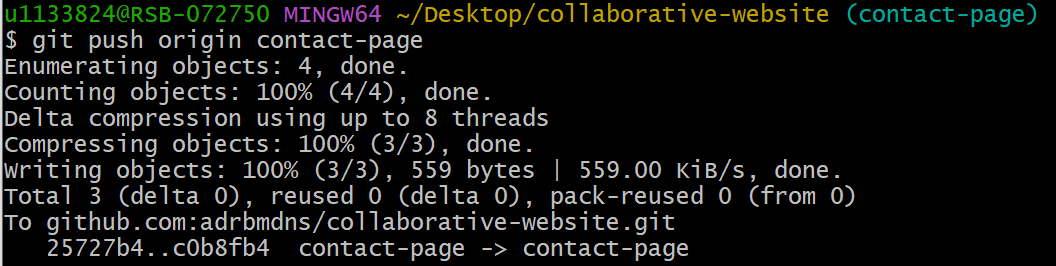 u1133824@RSB-072750 MINGW64 ~/Desktop/collaborative-website (contact-page)
$ git push origin contact-page
Enumerating objects: 4, done.
Counting objects: 100% (4/4), done.
Delta compression using up to 8 threads
Compressing objects: 100% (3/3), done.
Writing objects: 100% (3/3), 559 bytes | 559.00 KiB/s, done.
Total 3 (delta 0), reused 0 (delta 0), pack-reused 0 (from 0)
To github.com:adrbmdns/collaborative-website.git
   25727b4..c0b8fb4  contact-page -> contact-page